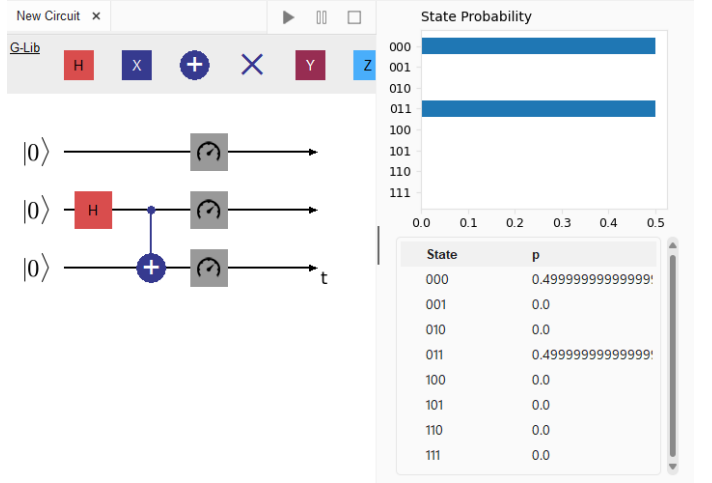 New Circuit ×
G-Lib
H X Y Z
|0⟩
|0⟩ H
|0⟩
t
State Probability
000
001
010
011
100
101
110
111
0.0 0.1 0.2 0.3 0.4 0.5
State p
000 0.49999999999999
001 0.0
010 0.0
011 0.49999999999999
100 0.0
101 0.0
110 0.0
111 0.0